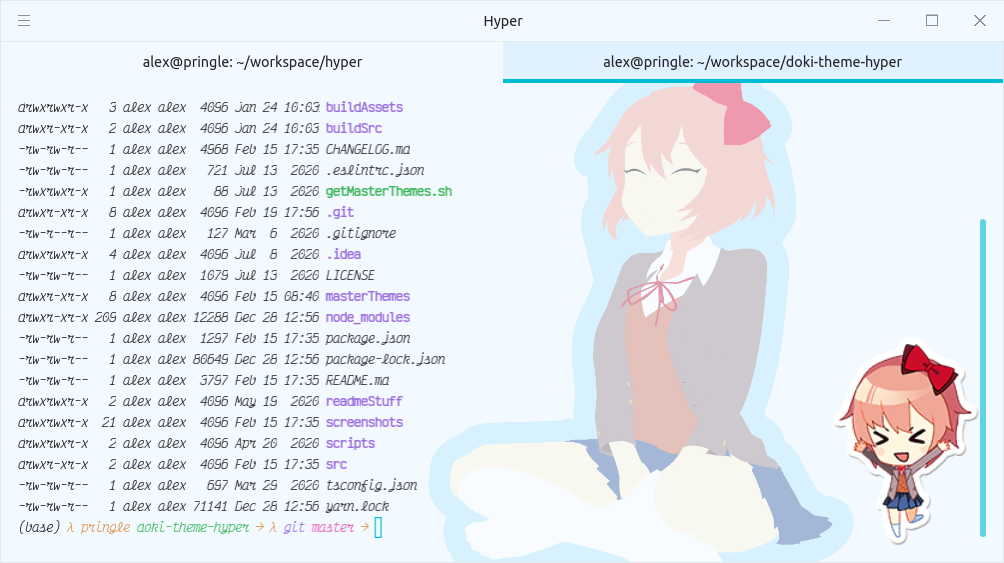 Hyper
alex@pringle: ~/workspace/hyper
alex@pringle: ~/workspace/doki-theme-hyper
drwxrwxr-x 3 alex alex 4096 Jan 24 10:03 buildAssets
drwxr-xr-x 2 alex alex 4096 Jan 24 10:03 buildSrc
-rw-rw-r-- 1 alex alex 4968 Feb 15 17:35 CHANGELOG.md
-rw-rw-r-- 1 alex alex 721 Jul 13 2020 .eslintrc.json
-rwxrwxr-x 1 alex alex 88 Jul 13 2020 getMasterThemes.sh
drwxrwxr-x 8 alex alex 4096 Feb 19 17:56 .git
-rw-r--r-- 1 alex alex 127 Mar 6 2020 .gitignore
drwxrwxr-x 4 alex alex 4096 Jul 8 2020 .idea
-rw-rw-r-- 1 alex alex 1079 Jul 13 2020 LICENSE
drwxrwxr-x 8 alex alex 4096 Feb 15 08:40 masterThemes
drwxrwxr-x 209 alex alex 12288 Dec 28 12:56 node_modules
-rw-rw-r-- 1 alex alex 1297 Feb 15 17:35 package.json
-rw-rw-r-- 1 alex alex 80649 Dec 28 12:56 package-lock.json
-rw-rw-r-- 1 alex alex 3797 Feb 15 17:35 README.md
drwxrwxr-x 2 alex alex 4096 May 19 2020 readmeStuff
drwxrwxr-x 21 alex alex 4096 Feb 15 17:35 screenshots
drwxrwxr-x 2 alex alex 4096 Apr 20 2020 scripts
drwxr-xr-x 2 alex alex 4096 Feb 15 17:35 src
-rw-rw-r-- 1 alex alex 697 Mar 29 2020 tsconfig.json
-rw-rw-r-- 1 alex alex 71141 Dec 28 12:56 yarn.lock
(base) λ pringle doki-theme-hyper → λ git master →